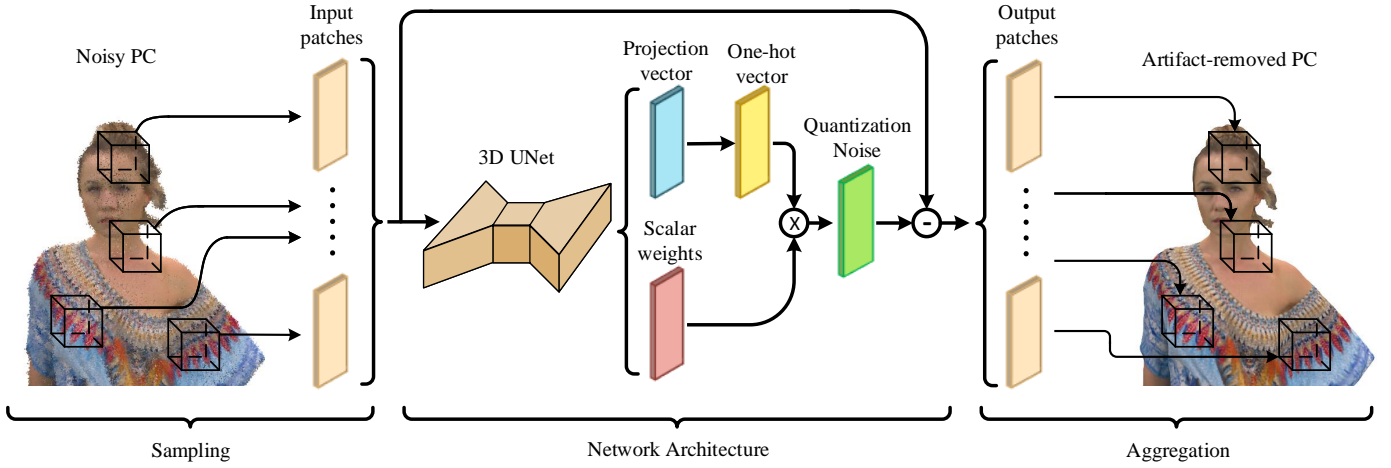 Noisy PC
Input
patches
3D UNet
Projection
vector
One-hot
vector
Scalar
weights
X
Quantization
Noise
-
Output
patches
Artifact-removed PC
Sampling
Network Architecture
Aggregation